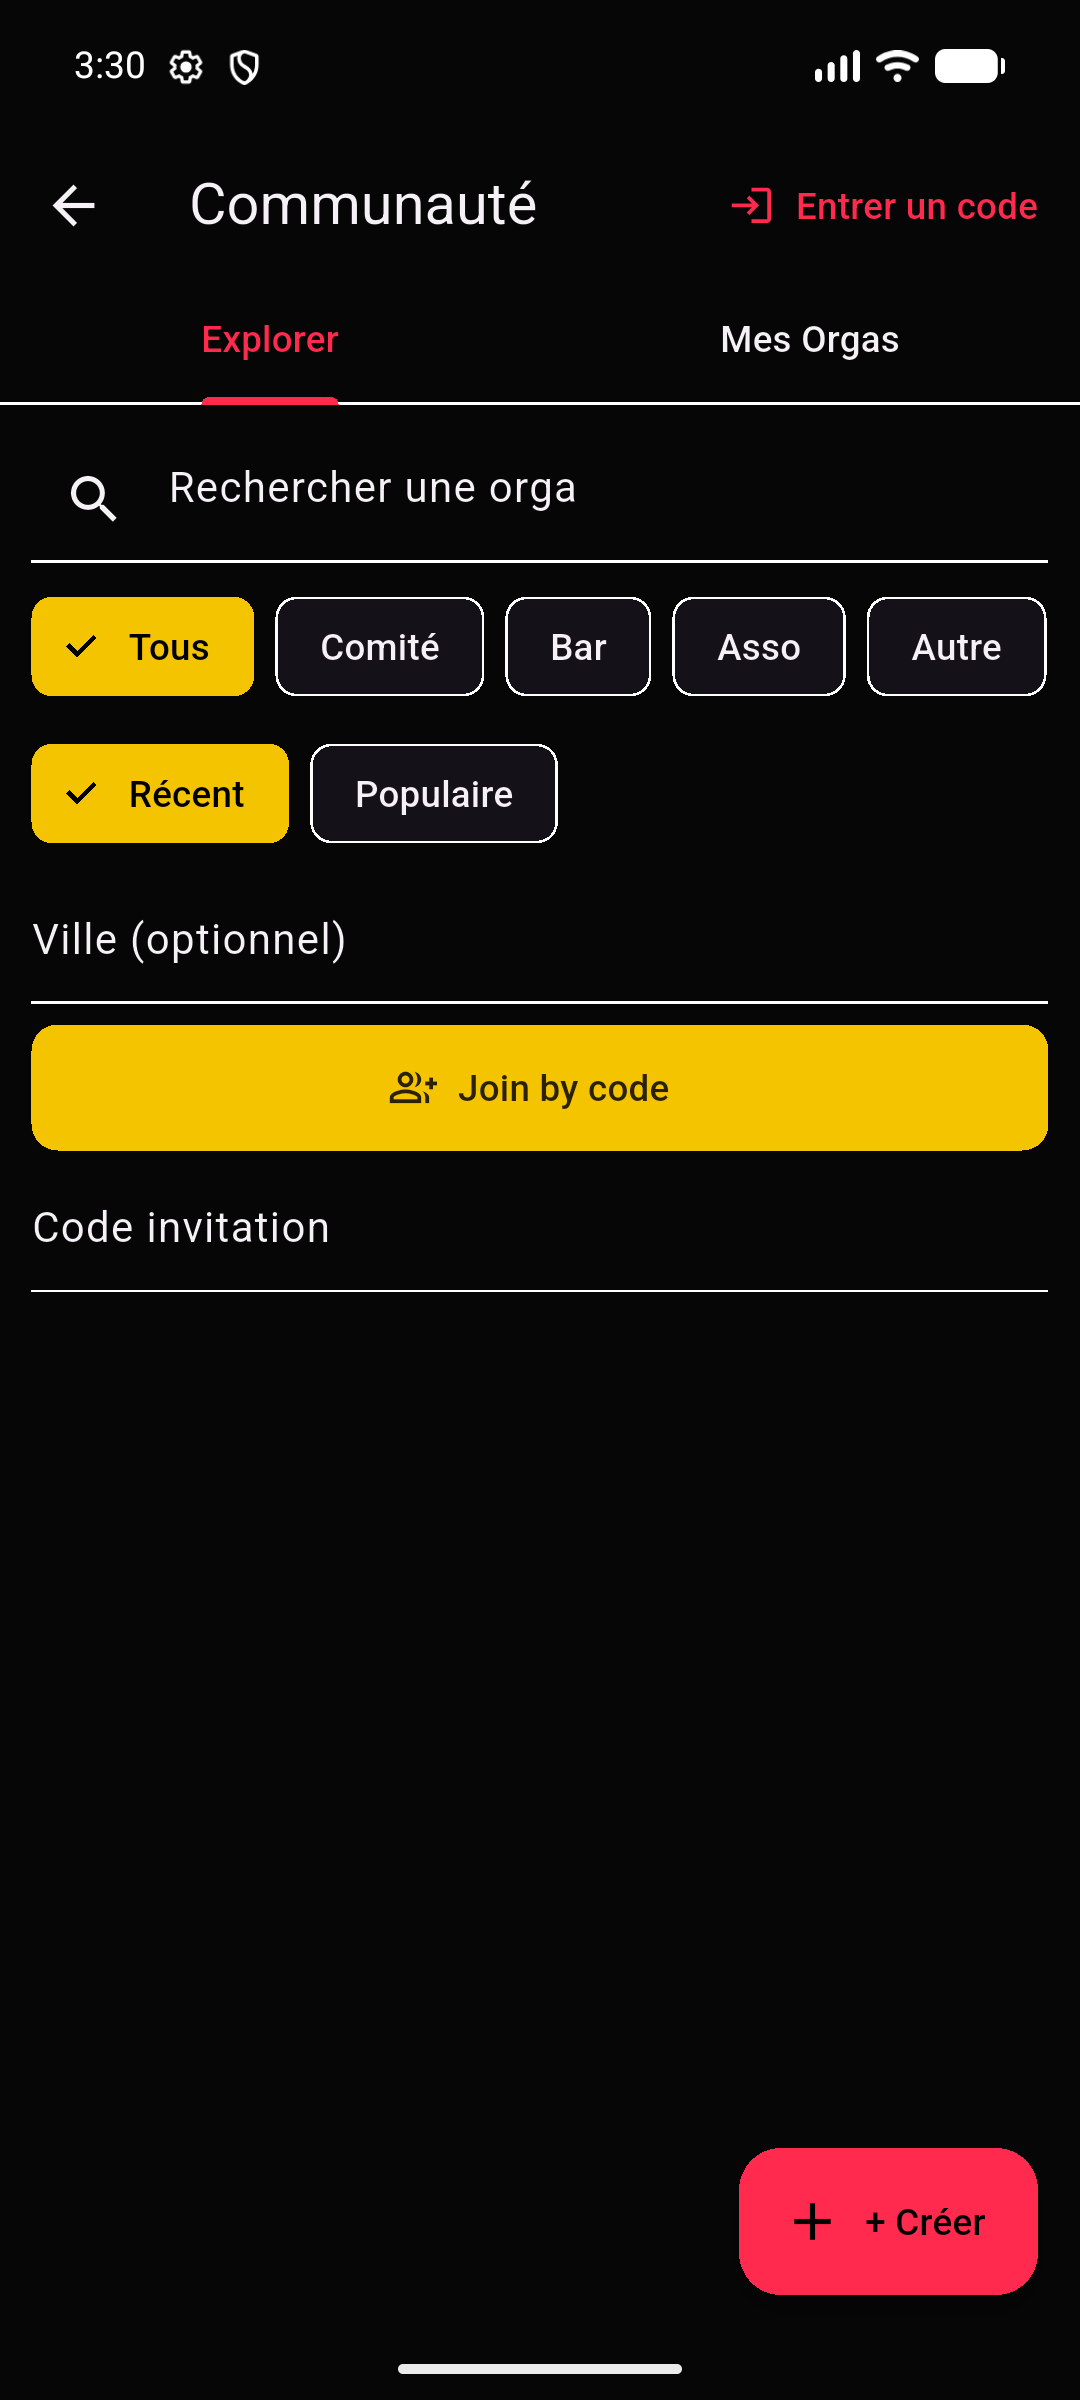 3:30
Communauté
Entrer un code
Explorer
Mes Orgas
Rechercher une orga
Tous
Comité
Bar
Asso
Autre
Récent
Populaire
Ville (optionnel)
Join by code
Code invitation
+ Créer